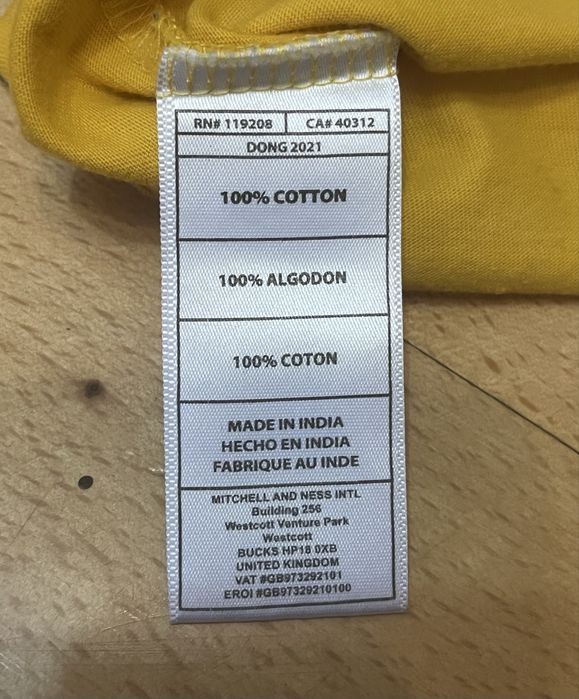 RN# 119208 CA# 40312
DONG 2021
100% COTTON
100% ALGODON
100% COTON
MADE IN INDIA
HECHO EN INDIA
FABRIQUE AU INDE
MITCHELL AND NESS INTL
Building 256
Westcott Venture Park
Westcott
BUCKS HP18 0XB
UNITED KINGDOM
VAT #GB973292101
EROI #GB97329210100